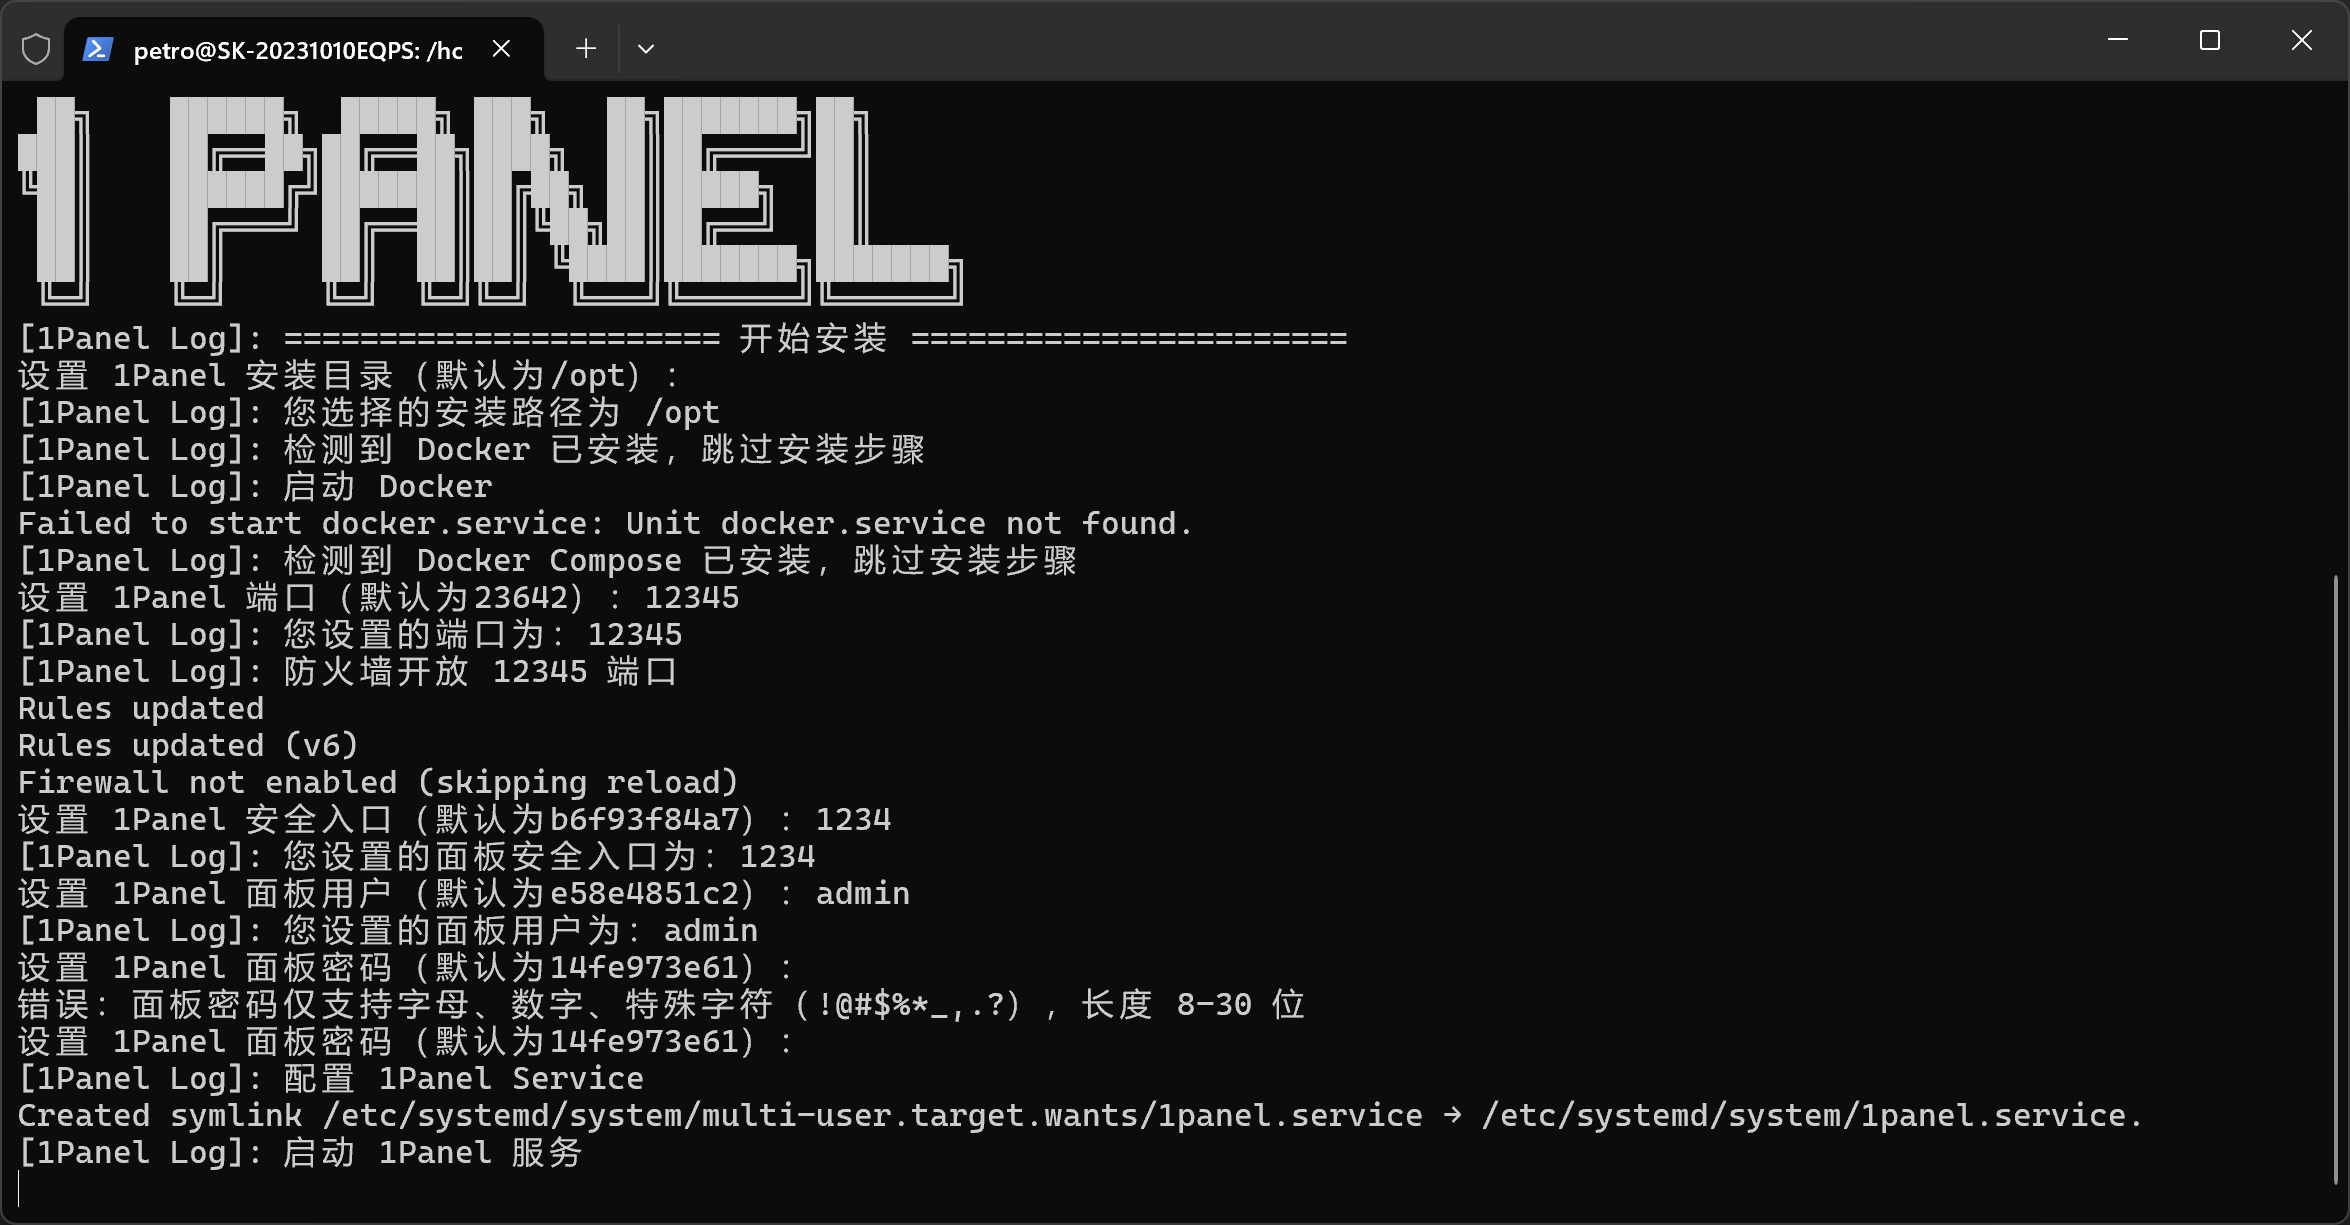 petro@SK-20231010EQPS: /hc
1 PANEL
[1Panel Log]: ======================= 开始安装 =======================
设置 1Panel 安装目录（默认为/opt）：
[1Panel Log]: 您选择的安装路径为 /opt
[1Panel Log]: 检测到 Docker 已安装，跳过安装步骤
[1Panel Log]: 启动 Docker
Failed to start docker.service: Unit docker.service not found.
[1Panel Log]: 检测到 Docker Compose 已安装，跳过安装步骤
设置 1Panel 端口（默认为23642）：12345
[1Panel Log]: 您设置的端口为：12345
[1Panel Log]: 防火墙开放 12345 端口
Rules updated
Rules updated (v6)
Firewall not enabled (skipping reload)
设置 1Panel 安全入口（默认为b6f93f84a7）：1234
[1Panel Log]: 您设置的面板安全入口为：1234
设置 1Panel 面板用户（默认为e58e4851c2）：admin
[1Panel Log]: 您设置的面板用户为：admin
设置 1Panel 面板密码（默认为14fe973e61）：
错误：面板密码仅支持字母、数字、特殊字符（!@#$%*_,.?），长度 8-30 位
设置 1Panel 面板密码（默认为14fe973e61）：
[1Panel Log]: 配置 1Panel Service
Created symlink /etc/systemd/system/multi-user.target.wants/1panel.service → /etc/systemd/system/1panel.service.
[1Panel Log]: 启动 1Panel 服务